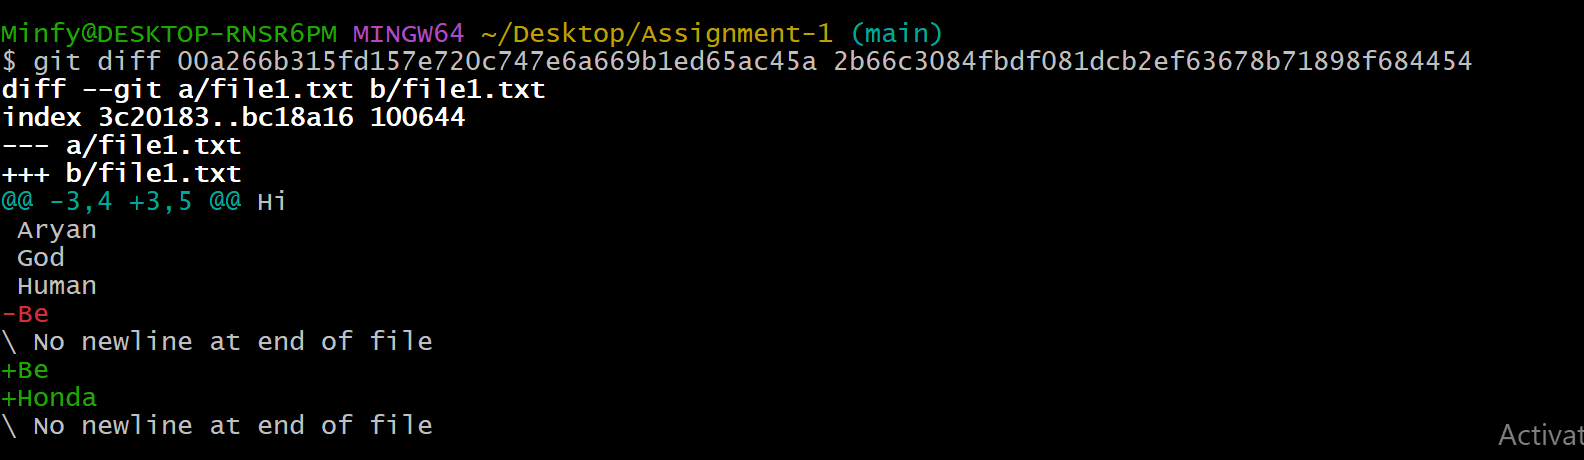 Minfy@DESKTOP-RNSR6PM MINGW64 ~/Desktop/Assignment-1 (main)
$ git diff 00a266b315fd157e720c747e6a669b1ed65ac45a 2b66c3084fbdf081dcb2ef63678b71898f684454
diff --git a/file1.txt b/file1.txt
index 3c20183..bc18a16 100644
--- a/file1.txt
+++ b/file1.txt
@@ -3,4 +3,5 @@ Hi
 Aryan
 God
 Human
-Be
\ No newline at end of file
+Be
+Honda
\ No newline at end of file
Activat